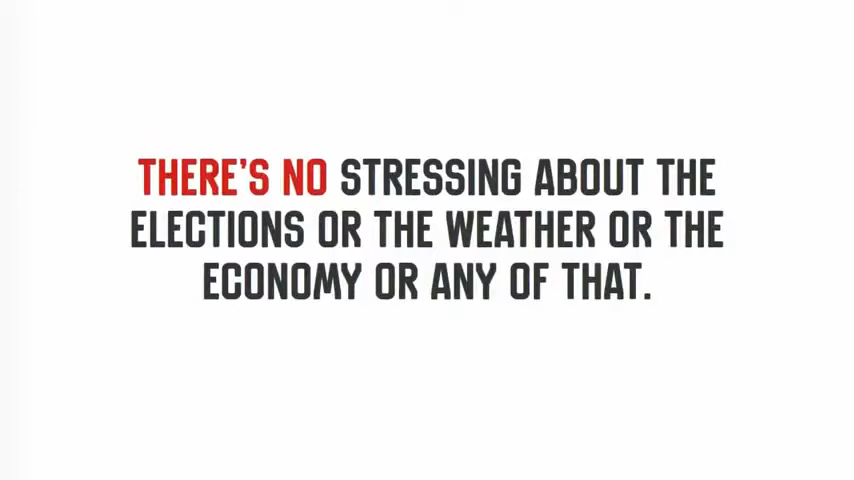 THERE'S NO STRESSING ABOUT THE
ELECTIONS OR THE WEATHER OR THE
ECONOMY OR ANY OF THAT.